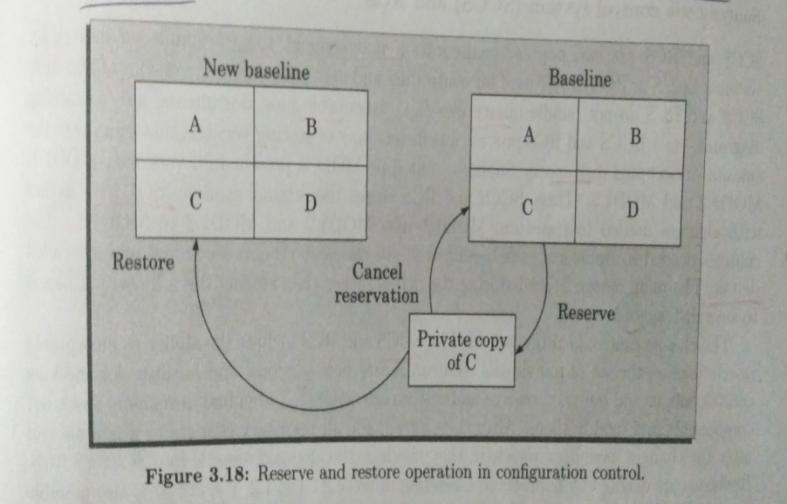 New baseline
A
B
C
D
Baseline
A
B
C
D
Restore
Cancel
reservation
Reserve
Private copy
of C
Figure 3.18: Reserve and restore operation in configuration control.